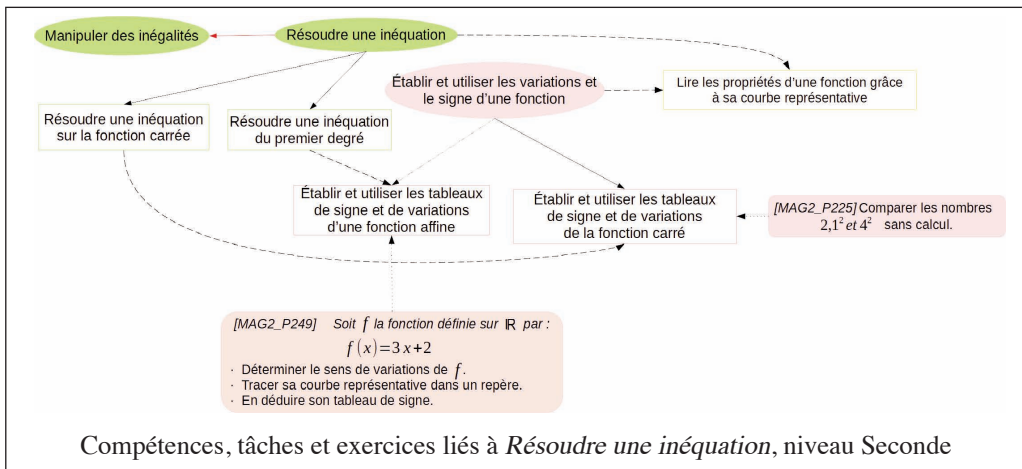 Manipuler des inégalités
Résoudre une inéquation
Établir et utiliser les variations et
le signe d'une fonction
Lire les propriétés d'une fonction grâce
à sa courbe représentative
Résoudre une inéquation
sur la fonction carrée
Résoudre une inéquation
du premier degré
Établir et utiliser les tableaux
de signe et de variations
d'une fonction affine
Établir et utiliser les tableaux
de signe et de variations
de la fonction carré
[MAG2_P225] Comparer les nombres
2,1² et 4² sans calcul.
[MAG2_P249] Soit f la fonction définie sur ℝ par :
f(x)=3x+2
· Déterminer le sens de variations de f.
· Tracer sa courbe représentative dans un repère.
· En déduire son tableau de signe.
Compétences, tâches et exercices liés à Résoudre une inéquation, niveau Seconde